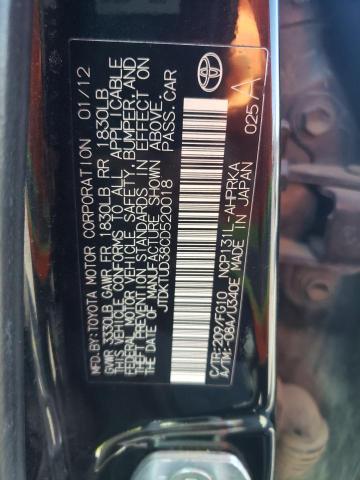 MFD.BY:TOYOTA MOTOR CORPORATION 01/12
GVWR 3330LB GAWR FR 1830LB RR 1830LB
THIS VEHICLE CONFORMS TO ALL APPLICABLE
FEDERAL MOTOR VEHICLE SAFETY, BUMPER, AND
THEFT PREVENTION STANDARDS IN EFFECT ON
THE DATE OF MANUFACTURE SHOWN ABOVE.
JTDKTUD38CD520018 PASS.CAR
C/TR:209/FG10 NCP131L-AHPRKA
A/TM:-08A/U340E MADE IN JAPAN
0257A